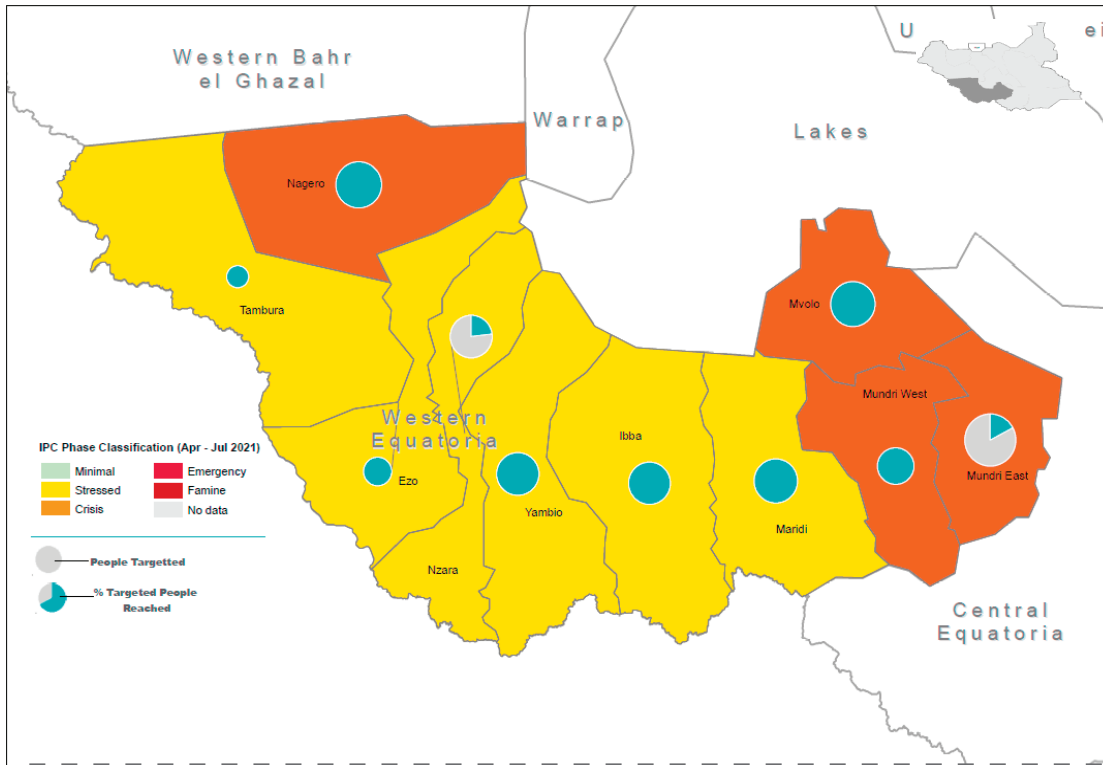 Western Bahr
el Ghazal
U
ei
Warrap
Lakes
Nagero
Tambura
Mvolo
Mundri West
Western
Equatoria
Ibba
Mundri East
Ezo
Yambio
Maridi
Nzara
IPC Phase Classification (Apr - Jul 2021)
Minimal
Emergency
Stressed
Famine
Crisis
No data
People Targetted
% Targeted People
Reached
Central
Equatoria